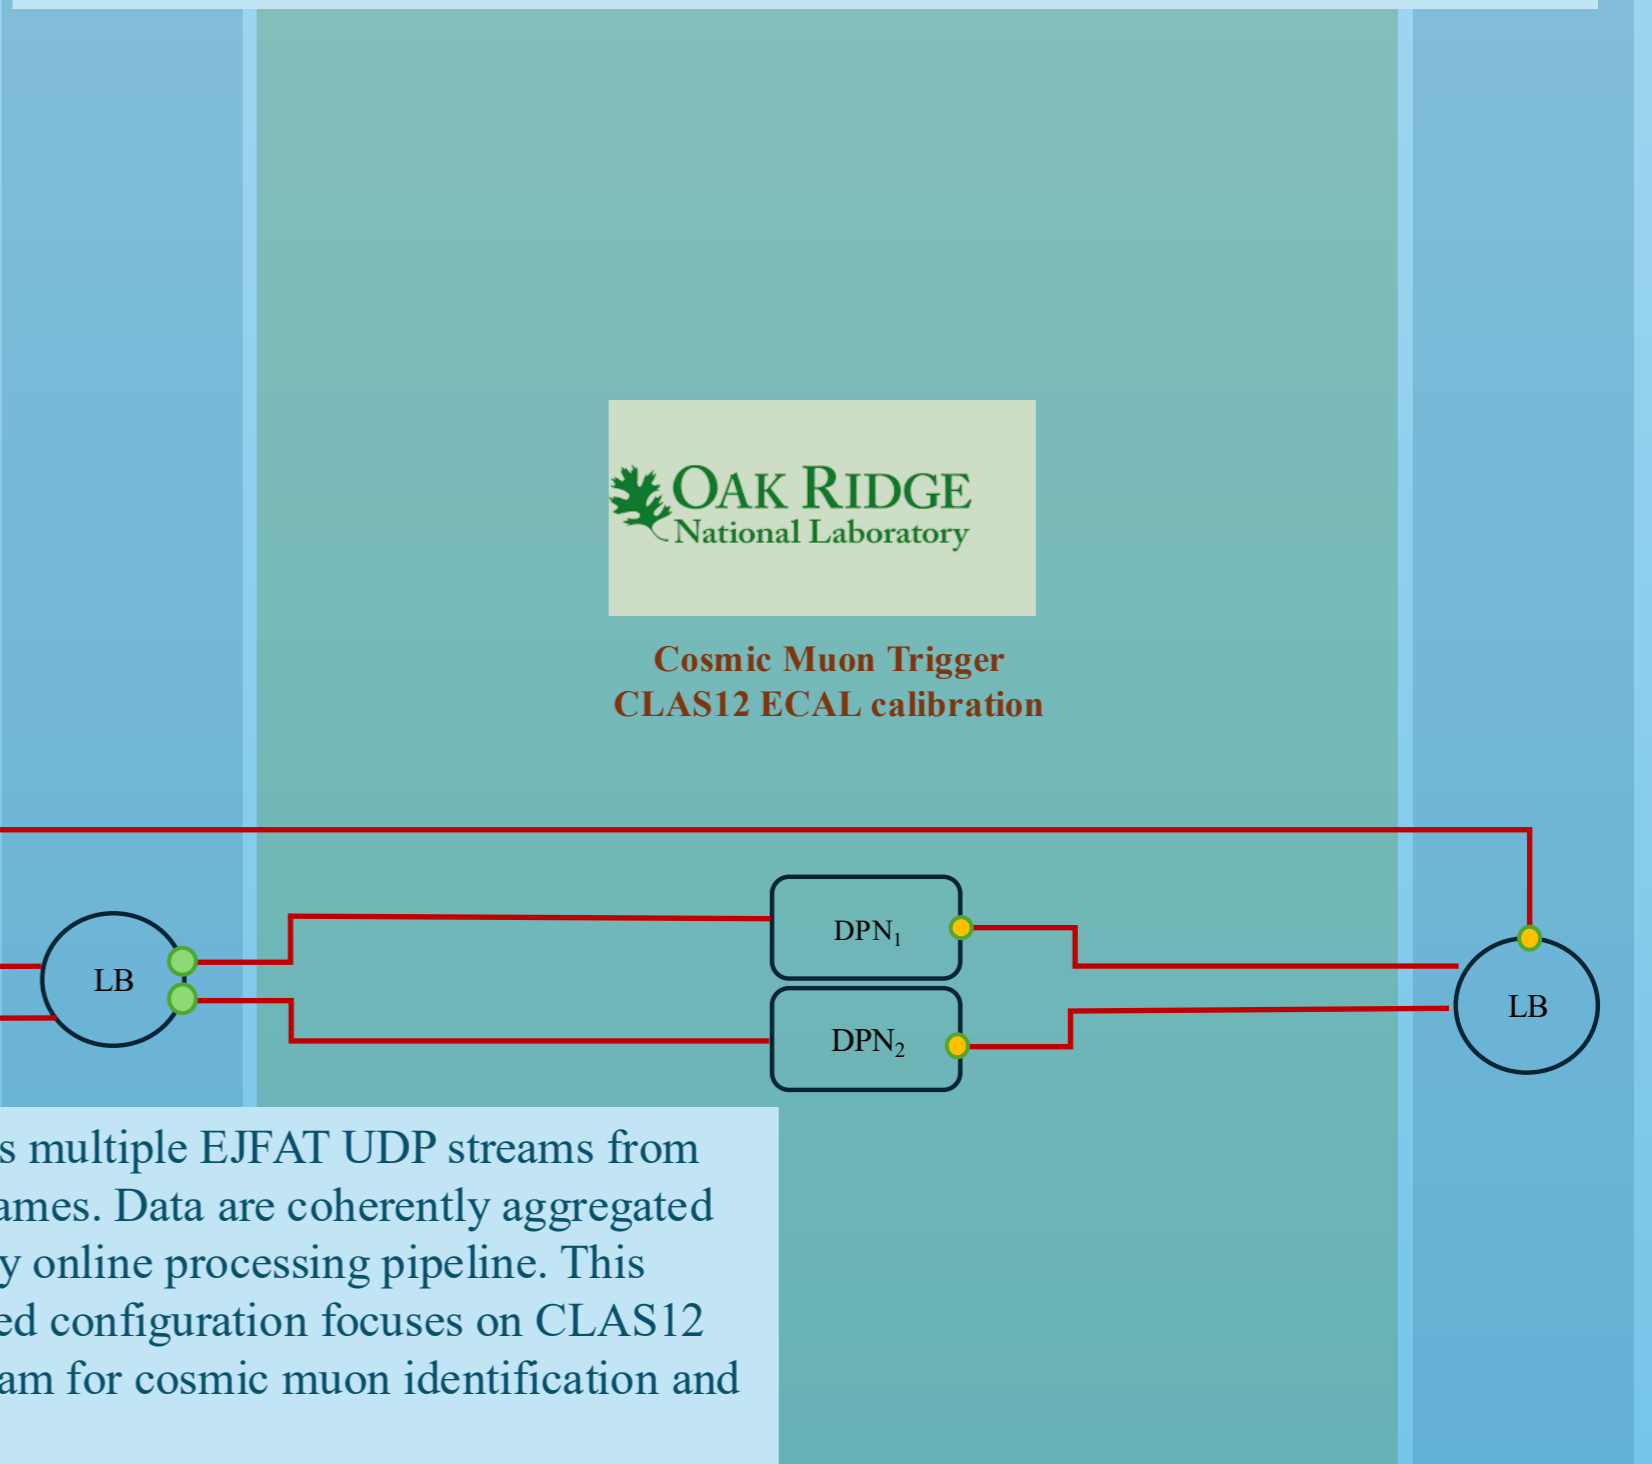 OAK RIDGE
National Laboratory
Cosmic Muon Trigger
CLAS12 ECAL calibration
DPN₁
LB
DPN₂
LB
s multiple EJFAT UDP streams from
ames. Data are coherently aggregated
y online processing pipeline. This
ed configuration focuses on CLAS12
am for cosmic muon identification and